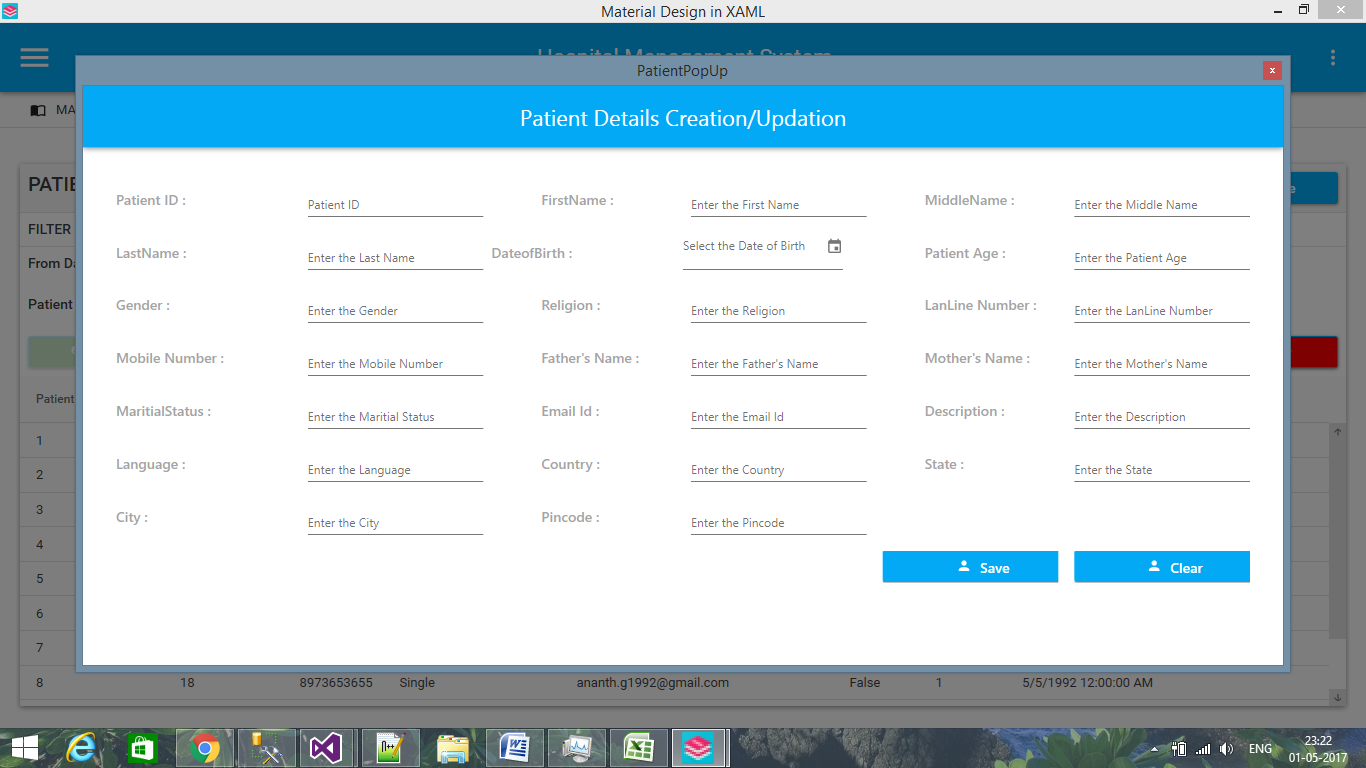 Material Design in XAML
Hospital Management System
PatientPopUp
x
MA
Patient Details Creation/Updation
PATIE
e
FILTER
From Da
Patient
Patient ID : Patient ID FirstName : Enter the First Name MiddleName : Enter the Middle Name
LastName : Enter the Last Name DateofBirth : Select the Date of Birth Patient Age : Enter the Patient Age
Gender : Enter the Gender Religion : Enter the Religion LanLine Number : Enter the LanLine Number
Mobile Number : Enter the Mobile Number Father's Name : Enter the Father's Name Mother's Name : Enter the Mother's Name
MaritialStatus : Enter the Maritial Status Email Id : Enter the Email Id Description : Enter the Description
Language : Enter the Language Country : Enter the Country State : Enter the State
City : Enter the City Pincode : Enter the Pincode
Save Clear
Patient
1
2
3
4
5
6
7
8 18 8973653655 Single ananth.g1992@gmail.com False 1 5/5/1992 12:00:00 AM
ENG 23:22
01-05-2017